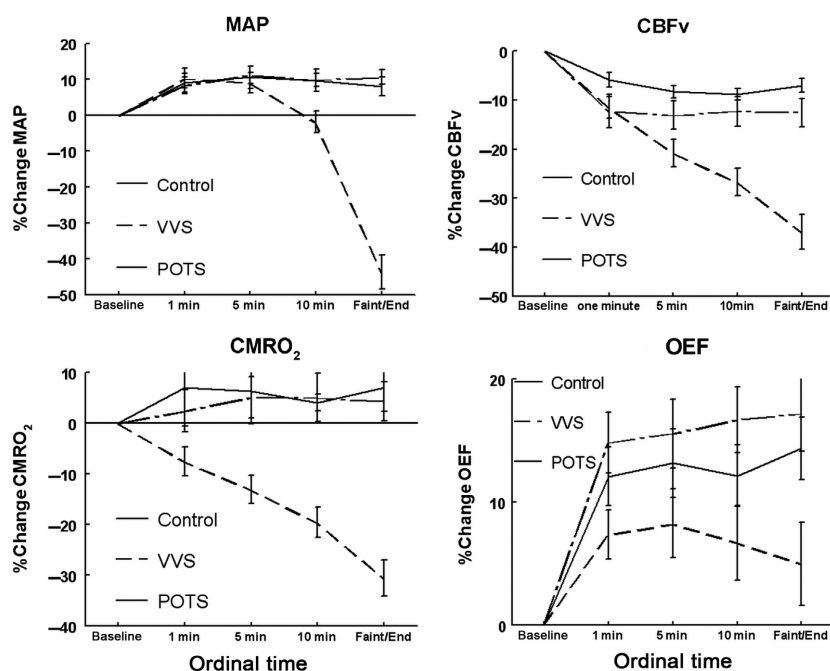 MAP
%Change MAP
10
0
–10
–20
–30
–40
–50
Control
VVS
POTS
Baseline 1 min 5 min 10 min Faint/End
CBFv
%Change CBFv
0
–10
–20
–30
–40
–50
Control
VVS
POTS
Baseline one minute 5 min 10min Faint/End
CMRO₂
%Change CMRO₂
10
0
–10
–20
–30
–40
Control
VVS
POTS
Baseline 1 min 5 min 10 min Faint/End
Ordinal time
OEF
%Change OEF
20
10
0
Control
VVS
POTS
Baseline 1 min 5 min 10 min Faint/End
Ordinal time